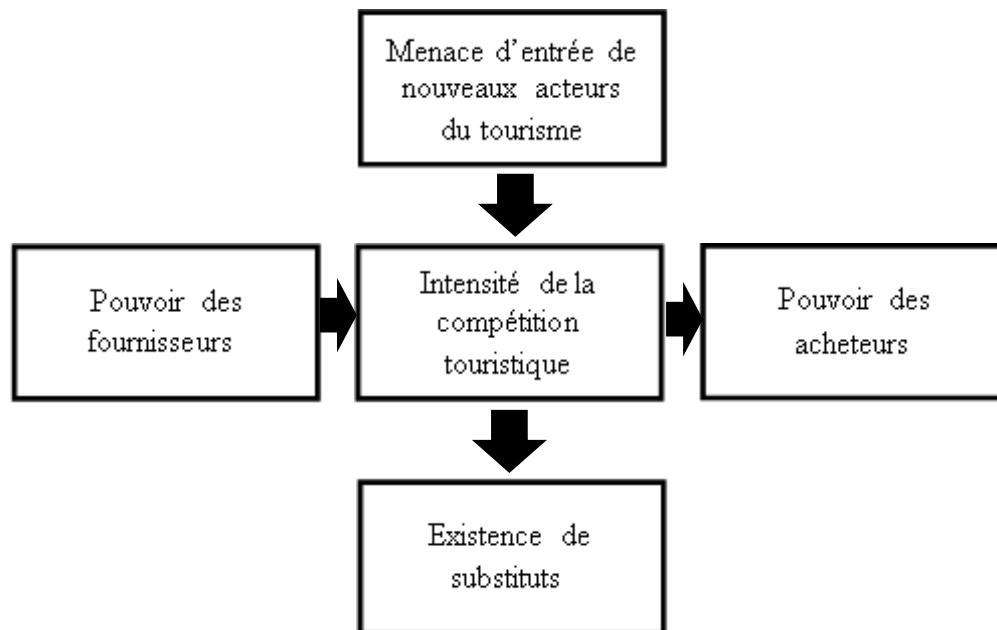 Menace d'entrée de
nouveaux acteurs
du tourisme
Pouvoir des
fournisseurs
Intensité de la
compétition
touristique
Pouvoir des
acheteurs
Existence de
substituts